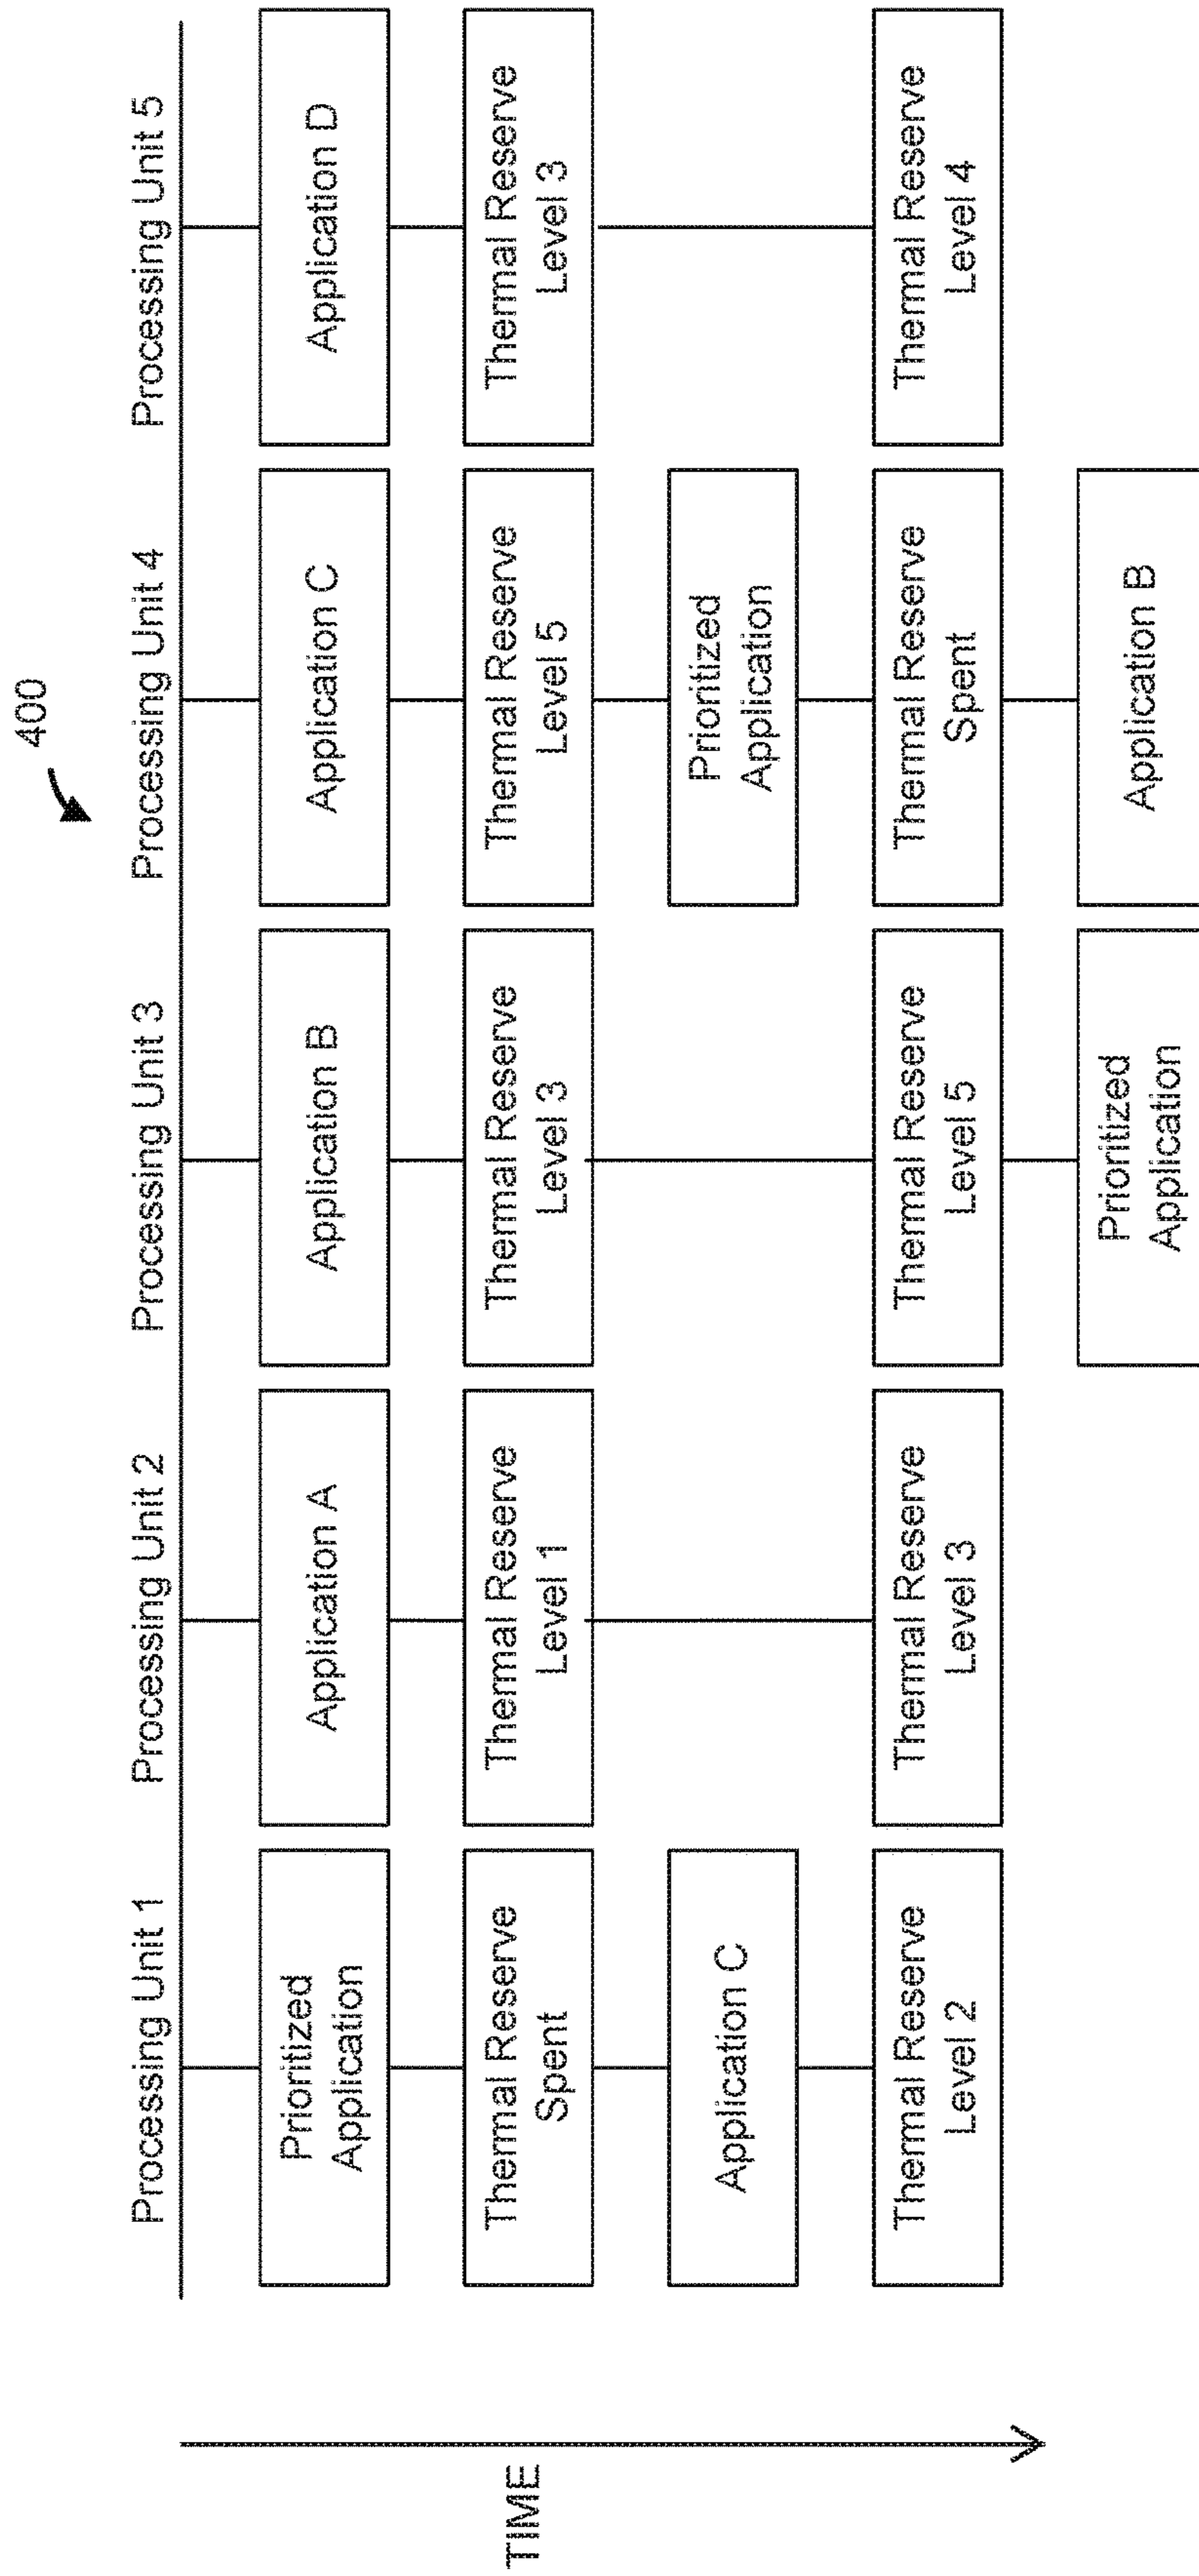 400
Processing Unit 1
Processing Unit 2
Processing Unit 3
Processing Unit 4
Processing Unit 5
TIME
Prioritized
Application
Application A
Application B
Application C
Application D
Thermal Reserve
Spent
Thermal Reserve
Level 1
Thermal Reserve
Level 3
Thermal Reserve
Level 5
Thermal Reserve
Level 3
Application C
Prioritized
Application
Thermal Reserve
Level 2
Thermal Reserve
Level 3
Thermal Reserve
Level 5
Thermal Reserve
Spent
Thermal Reserve
Level 4
Prioritized
Application
Application B